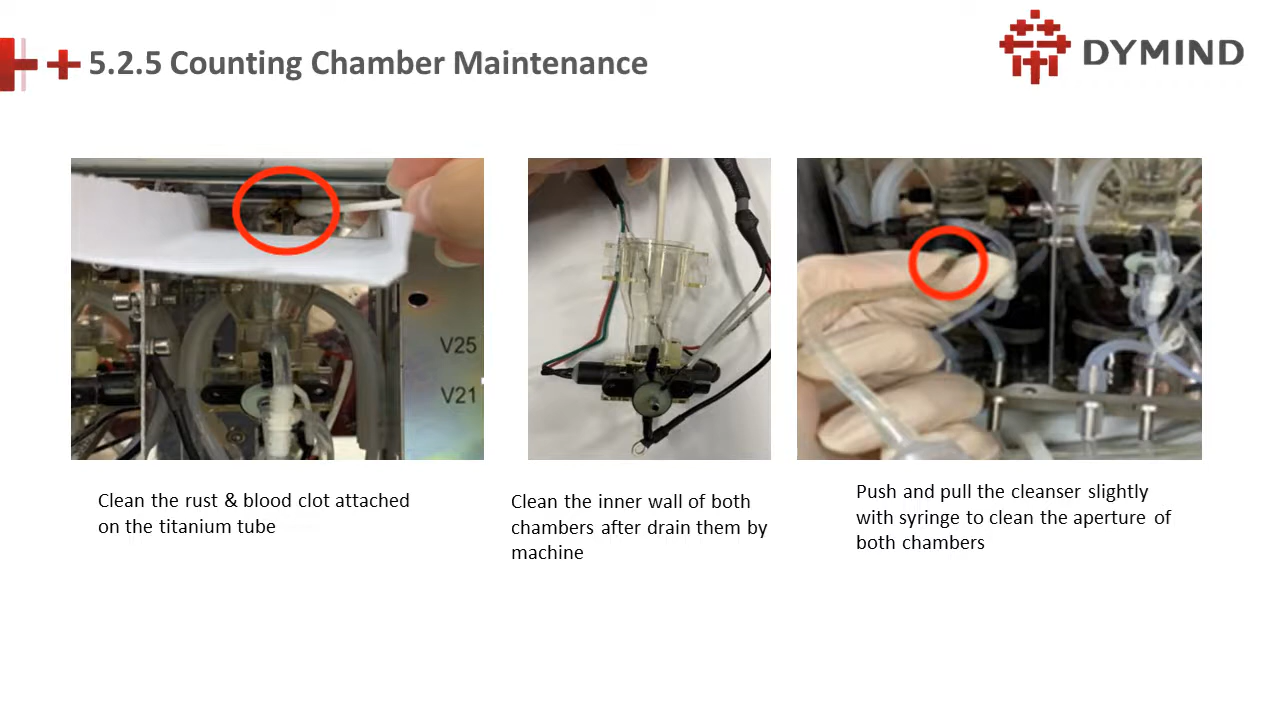 5.2.5 Counting Chamber Maintenance
DYMIND
V25
V21
Clean the rust & blood clot attached
on the titanium tube
Clean the inner wall of both
chambers after drain them by
machine
Push and pull the cleanser slightly
with syringe to clean the aperture of
both chambers